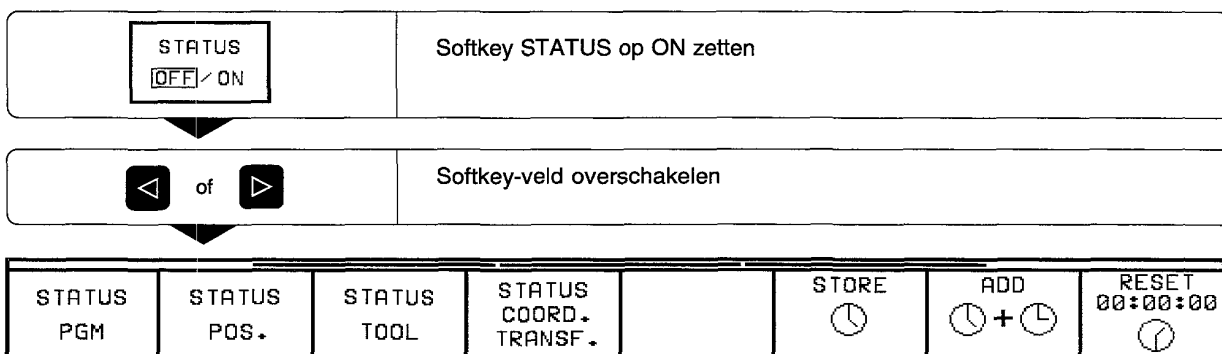 STATUS
OFF / ON
Softkey STATUS op ON zetten
of
Softkey-veld overschakelen
STATUS
PGM
STATUS
POS.
STATUS
TOOL
STATUS
COORD.
TRANSF.
STORE
ADD
+
RESET
00:00:00